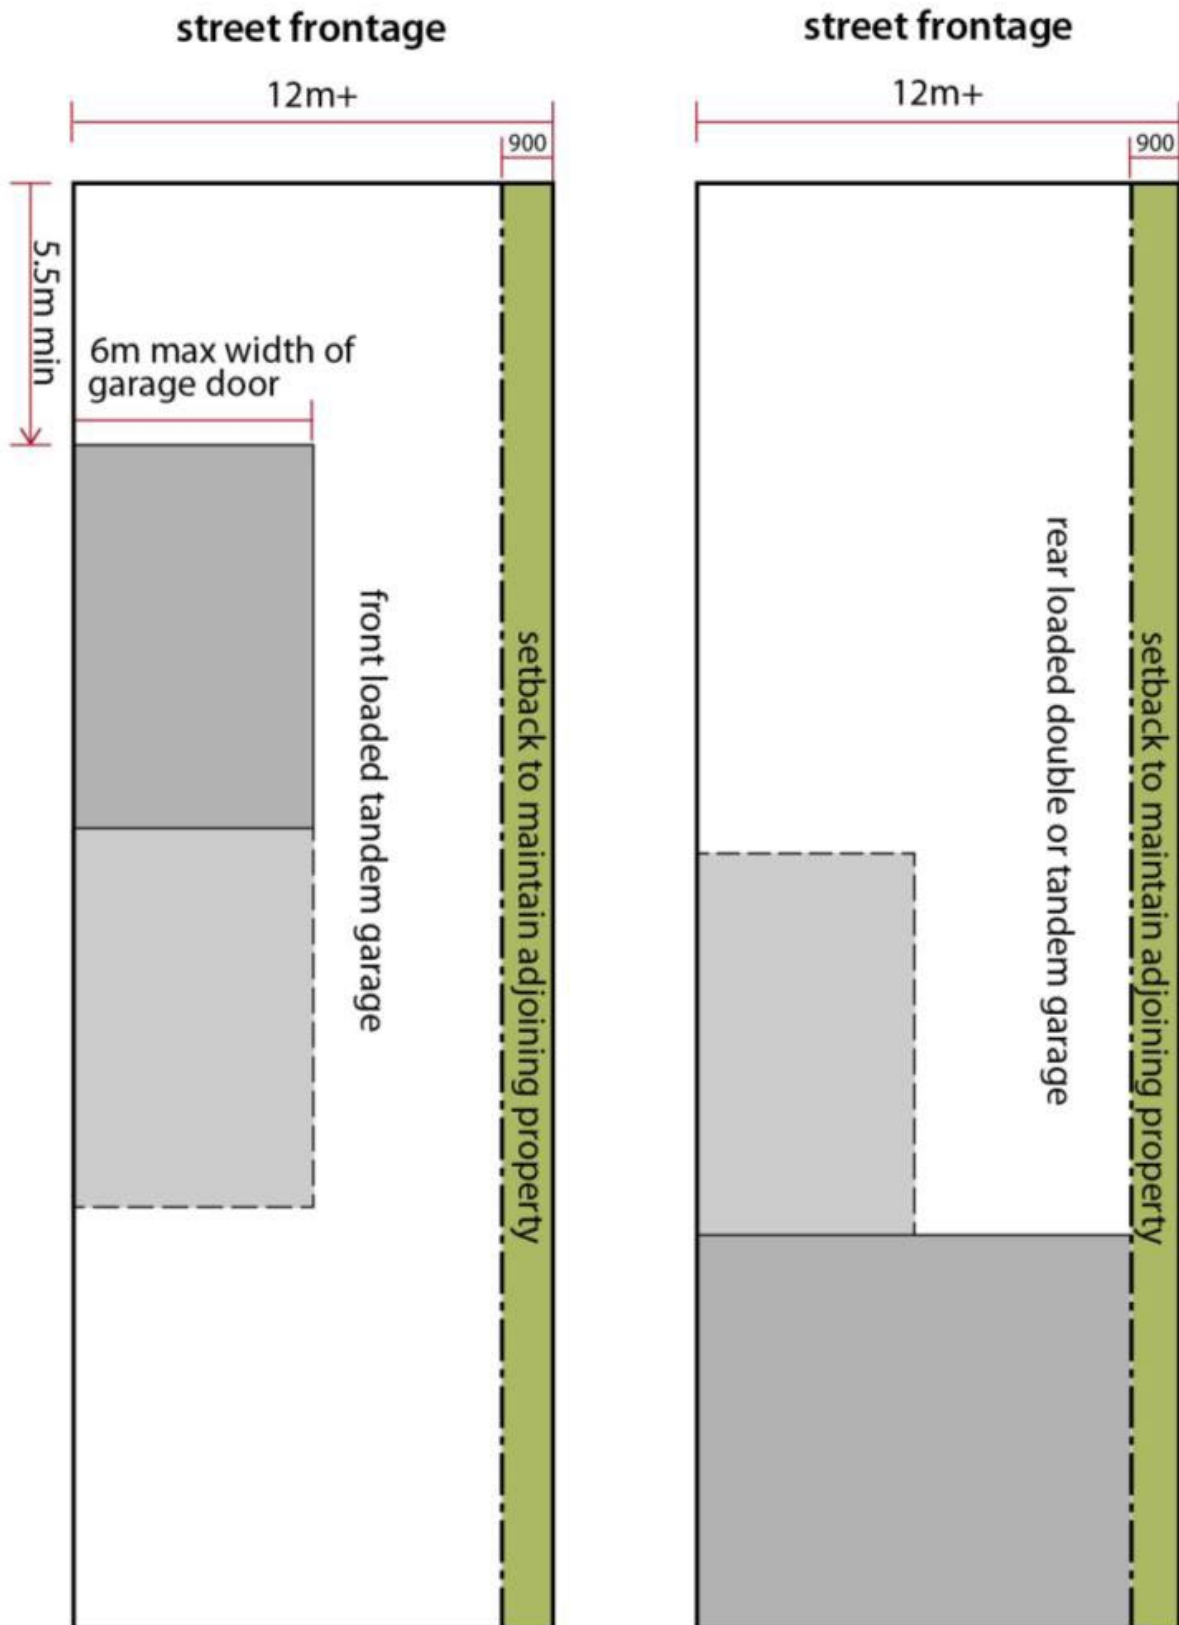 street frontage
12m+
900
5.5m min
6m max width of
garage door
front loaded tandem garage
setback to maintain adjoining property
street frontage
12m+
900
rear loaded double or tandem garage
setback to maintain adjoining property